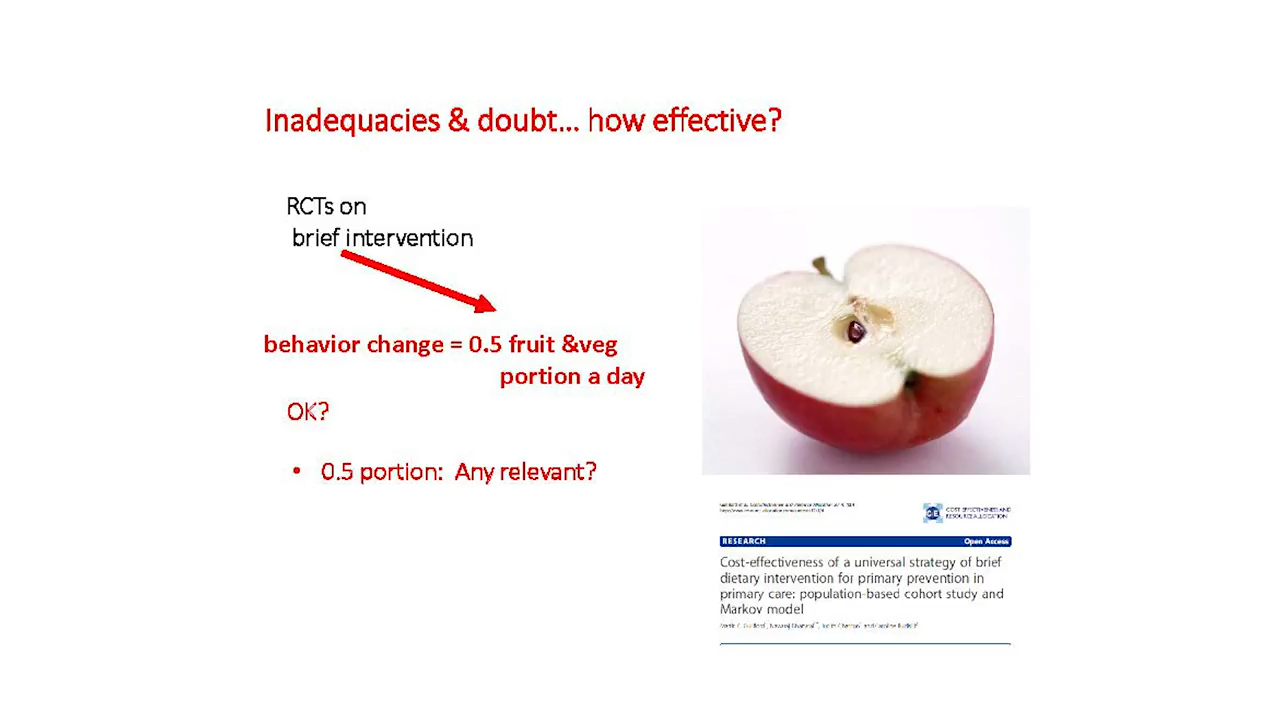 Inadequacies & doubt... how effective?
RCTs on
brief intervention
behavior change = 0.5 fruit &veg
portion a day
OK?
• 0.5 portion: Any relevant?
COST EFFECTIVENESS AND
RESOURCE ALLOCATION
RESEARCH Open Access
Cost-effectiveness of a universal strategy of brief
dietary intervention for primary prevention in
primary care: population-based cohort study and
Markov model